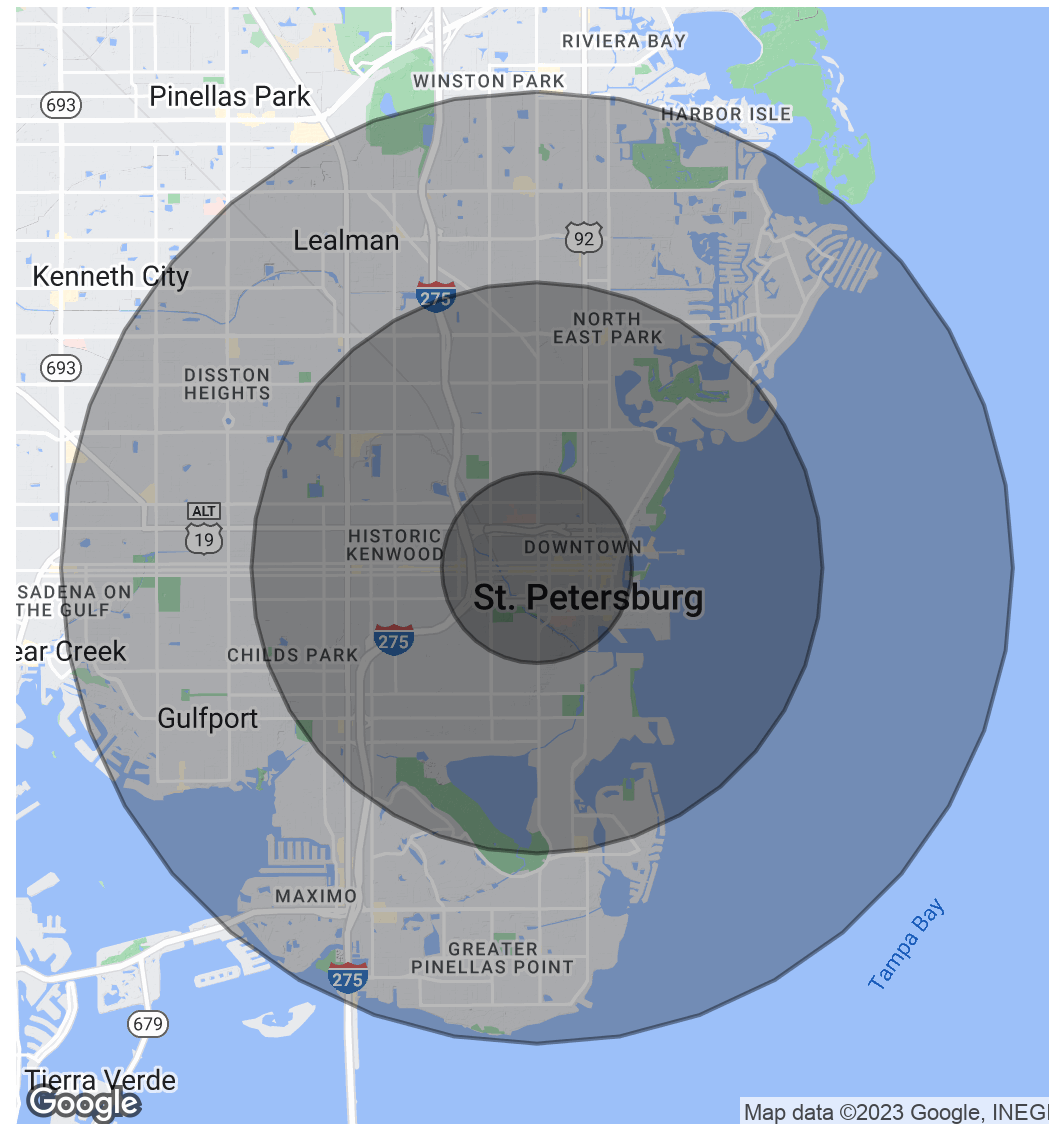 RIVIERA BAY
WINSTON PARK
Pinellas Park
693
HARBOR ISLE
Lealman
92
Kenneth City
275
NORTH
EAST PARK
693
DISSTON
HEIGHTS
ALT
19
HISTORIC
KENWOOD
DOWNTOWN
St. Petersburg
SADENA ON
THE GULF
275
ear Creek
CHILDS PARK
Gulfport
MAXIMO
Tampa Bay
GREATER
PINELLAS POINT
275
679
Tierra Verde
Google
Map data ©2023 Google, INEGI